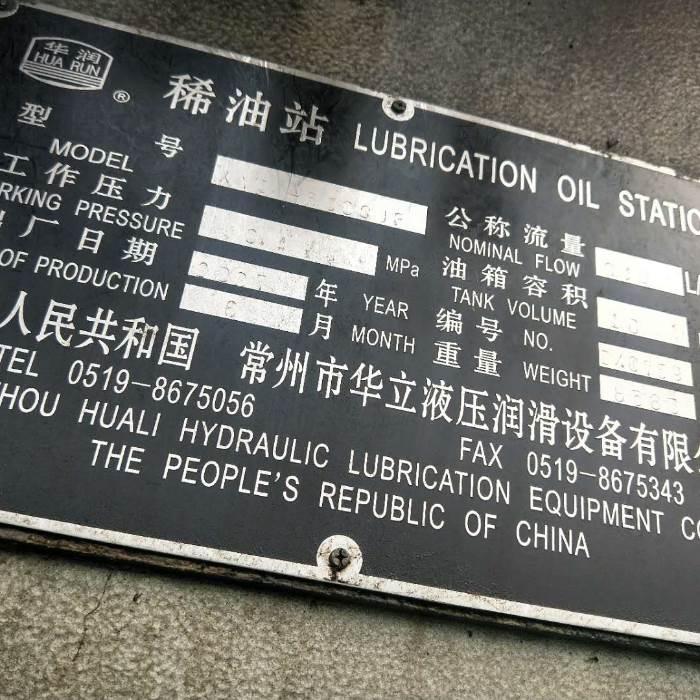 华润
HUA RUN
®
稀油站 LUBRICATION OIL STATIO
型 号
MODEL
工作压力
RKING PRESSURE
MPa
厂日期
OF PRODUCTION
年 YEAR
6 月 MONTH
公称流量
NOMINAL FLOW
L/
油箱容积
TANK VOLUME
编号 NO.
重量 WEIGHT
人民共和国 常州市华立液压润滑设备有限
TEL 0519-8675056 FAX 0519-8675343
HOU HUALI HYDRAULIC LUBRICATION EQUIPMENT CO
THE PEOPLE'S REPUBLIC OF CHINA